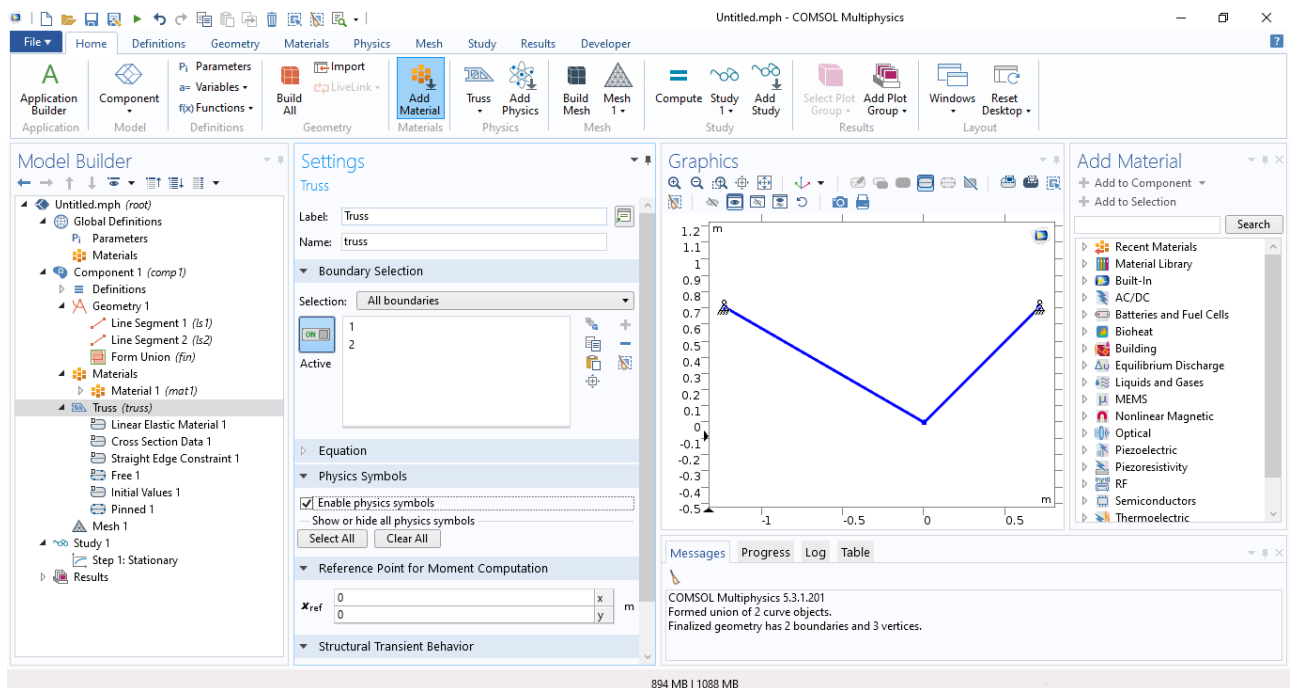 Untitled.mph - COMSOL Multiphysics
File Home Definitions Geometry Materials Physics Mesh Study Results Developer
A
Application Builder
Application
Component
Model
Pi Parameters
a= Variables
f(x) Functions
Definitions
Build All
Import
LiveLink
Geometry
Add Material
Materials
Truss
Add Physics
Physics
Build Mesh
Mesh 1
Mesh
Compute
Study 1
Add Study
Study
Select Plot Group
Add Plot Group
Results
Windows
Reset Desktop
Layout
Model Builder
Untitled.mph (root)
Global Definitions
Pi Parameters
Materials
Component 1 (comp1)
Definitions
Geometry 1
Line Segment 1 (ls1)
Line Segment 2 (ls2)
Form Union (fin)
Materials
Material 1 (mat1)
Truss (truss)
Linear Elastic Material 1
Cross Section Data 1
Straight Edge Constraint 1
Free 1
Initial Values 1
Pinned 1
Mesh 1
Study 1
Step 1: Stationary
Results
Settings
Truss
Label: Truss
Name: truss
Boundary Selection
Selection: All boundaries
ON
Active
1
2
Equation
Physics Symbols
Enable physics symbols
Show or hide all physics symbols
Select All Clear All
Reference Point for Moment Computation
xref
0 x
0 y
m
Structural Transient Behavior
Graphics
m
1.2
1.1
1
0.9
0.8
0.7
0.6
0.5
0.4
0.3
0.2
0.1
0
-0.1
-0.2
-0.3
-0.4
-0.5
-1 -0.5 0 0.5
m
Messages Progress Log Table
COMSOL Multiphysics 5.3.1.201
Formed union of 2 curve objects.
Finalized geometry has 2 boundaries and 3 vertices.
Add Material
+ Add to Component
+ Add to Selection
Search
Recent Materials
Material Library
Built-In
AC/DC
Batteries and Fuel Cells
Bioheat
Building
Δυ Equilibrium Discharge
Liquids and Gases
μ MEMS
Nonlinear Magnetic
Optical
Piezoelectric
Piezoresistivity
RF
Semiconductors
Thermoelectric
894 MB | 1088 MB